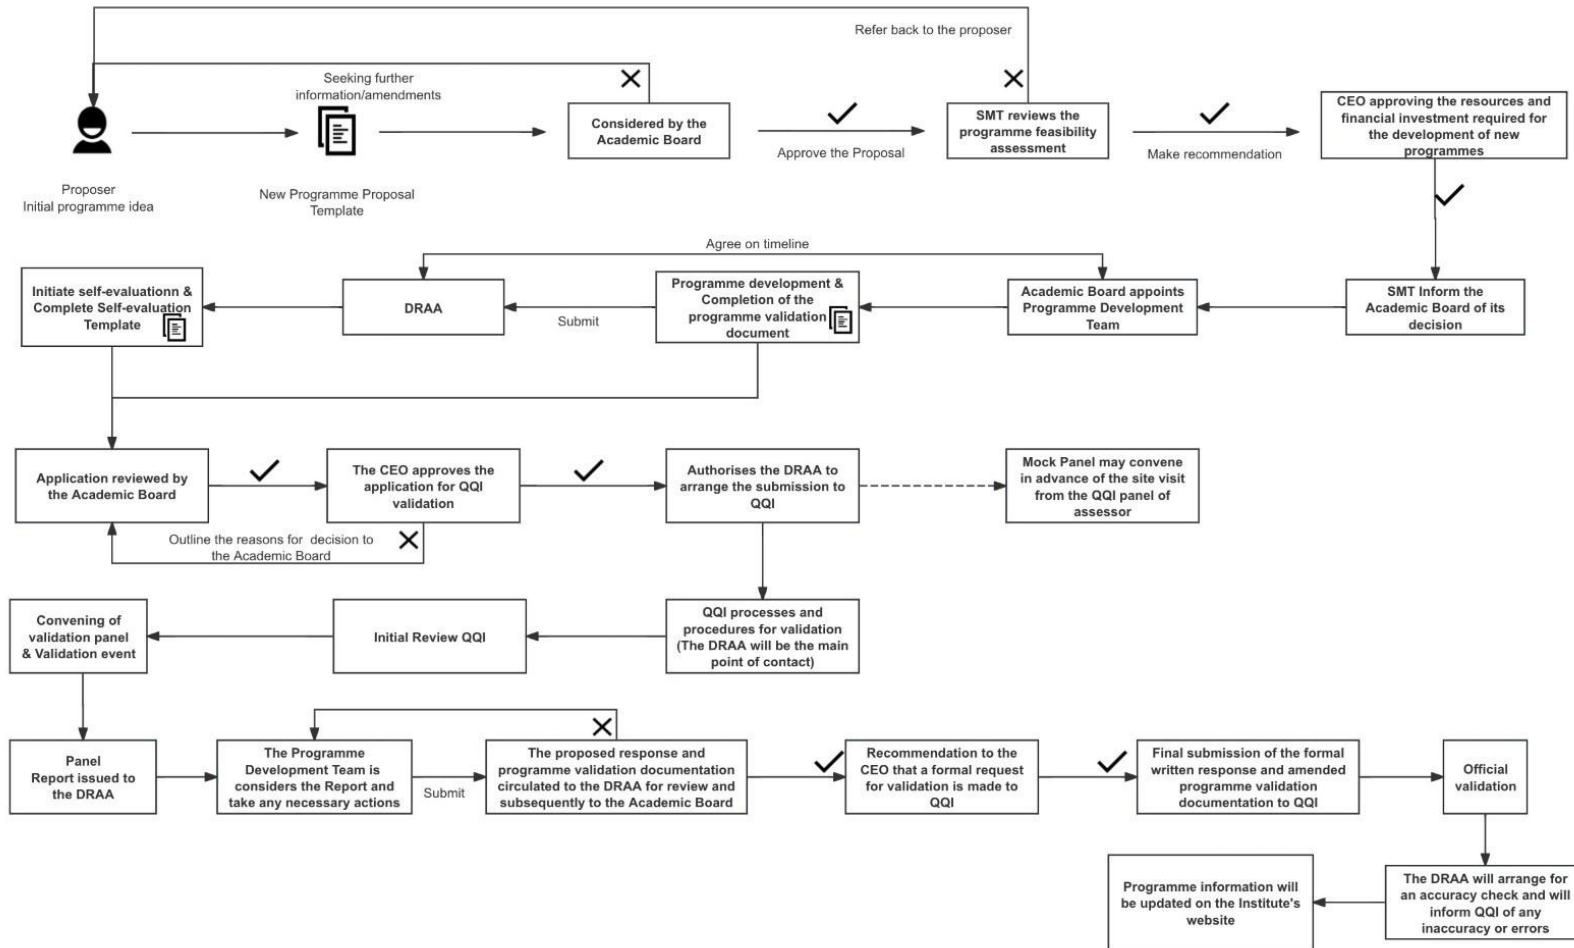 Refer back to the proposer
Seeking further
information/amendments
Proposer
Initial programme idea
New Programme Proposal
Template
Considered by the
Academic Board
Approve the Proposal
SMT reviews the
programme feasibility
assessment
Make recommendation
CEO approving the resources and
financial investment required for
the development of new
programmes
Agree on timeline
Initiate self-evaluationn &
Complete Self-evaluation
Template
DRAA
Submit
Programme development &
Completion of the
programme validation
document
Academic Board appoints
Programme Development
Team
SMT Inform the
Academic Board of its
decision
Application reviewed by
the Academic Board
The CEO approves the
application for QQI
validation
Authorises the DRAA to
arrange the submission to
QQI
Mock Panel may convene
in advance of the site visit
from the QQI panel of
assessor
Outline the reasons for decision to
the Academic Board
Convening of
validation panel
& Validation event
Initial Review QQI
QQI processes and
procedures for validation
(The DRAA will be the main
point of contact)
Panel
Report issued to
the DRAA
The Programme
Development Team is
considers the Report and
take any necessary actions
Submit
The proposed response and
programme validation documentation
circulated to the DRAA for review and
subsequently to the Academic Board
Recommendation to the
CEO that a formal request
for validation is made to
QQI
Final submission of the formal
written response and amended
programme validation
documentation to QQI
Official
validation
Programme information will
be updated on the Institute's
website
The DRAA will arrange for
an accuracy check and will
inform QQI of any
inaccuracy or errors